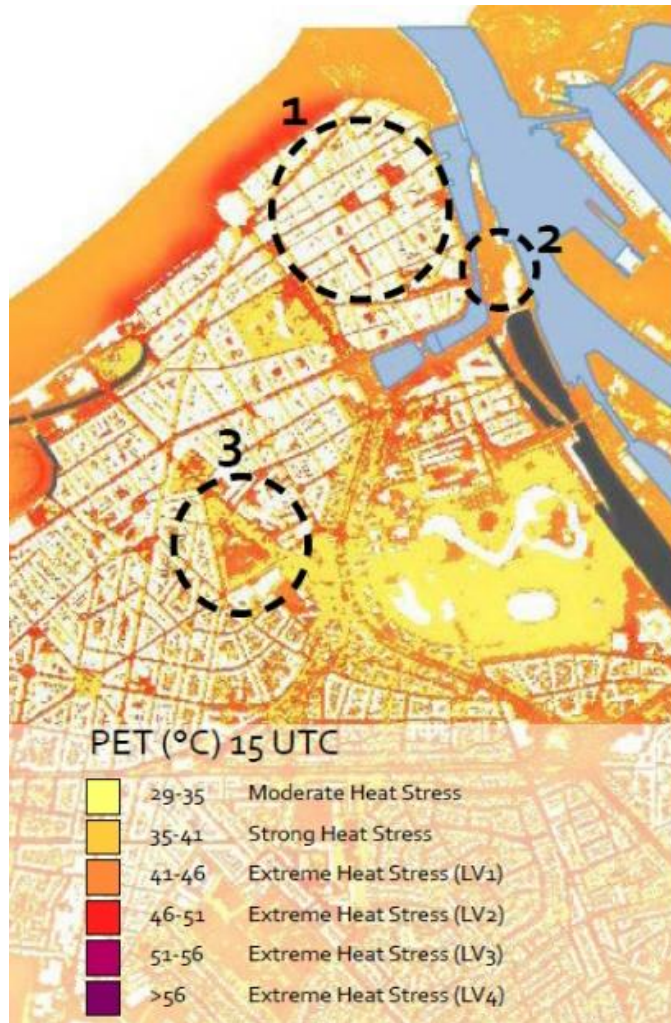 1
2
3
PET (°C) 15 UTC
29-35 Moderate Heat Stress
35-41 Strong Heat Stress
41-46 Extreme Heat Stress (LV1)
46-51 Extreme Heat Stress (LV2)
51-56 Extreme Heat Stress (LV3)
>56 Extreme Heat Stress (LV4)